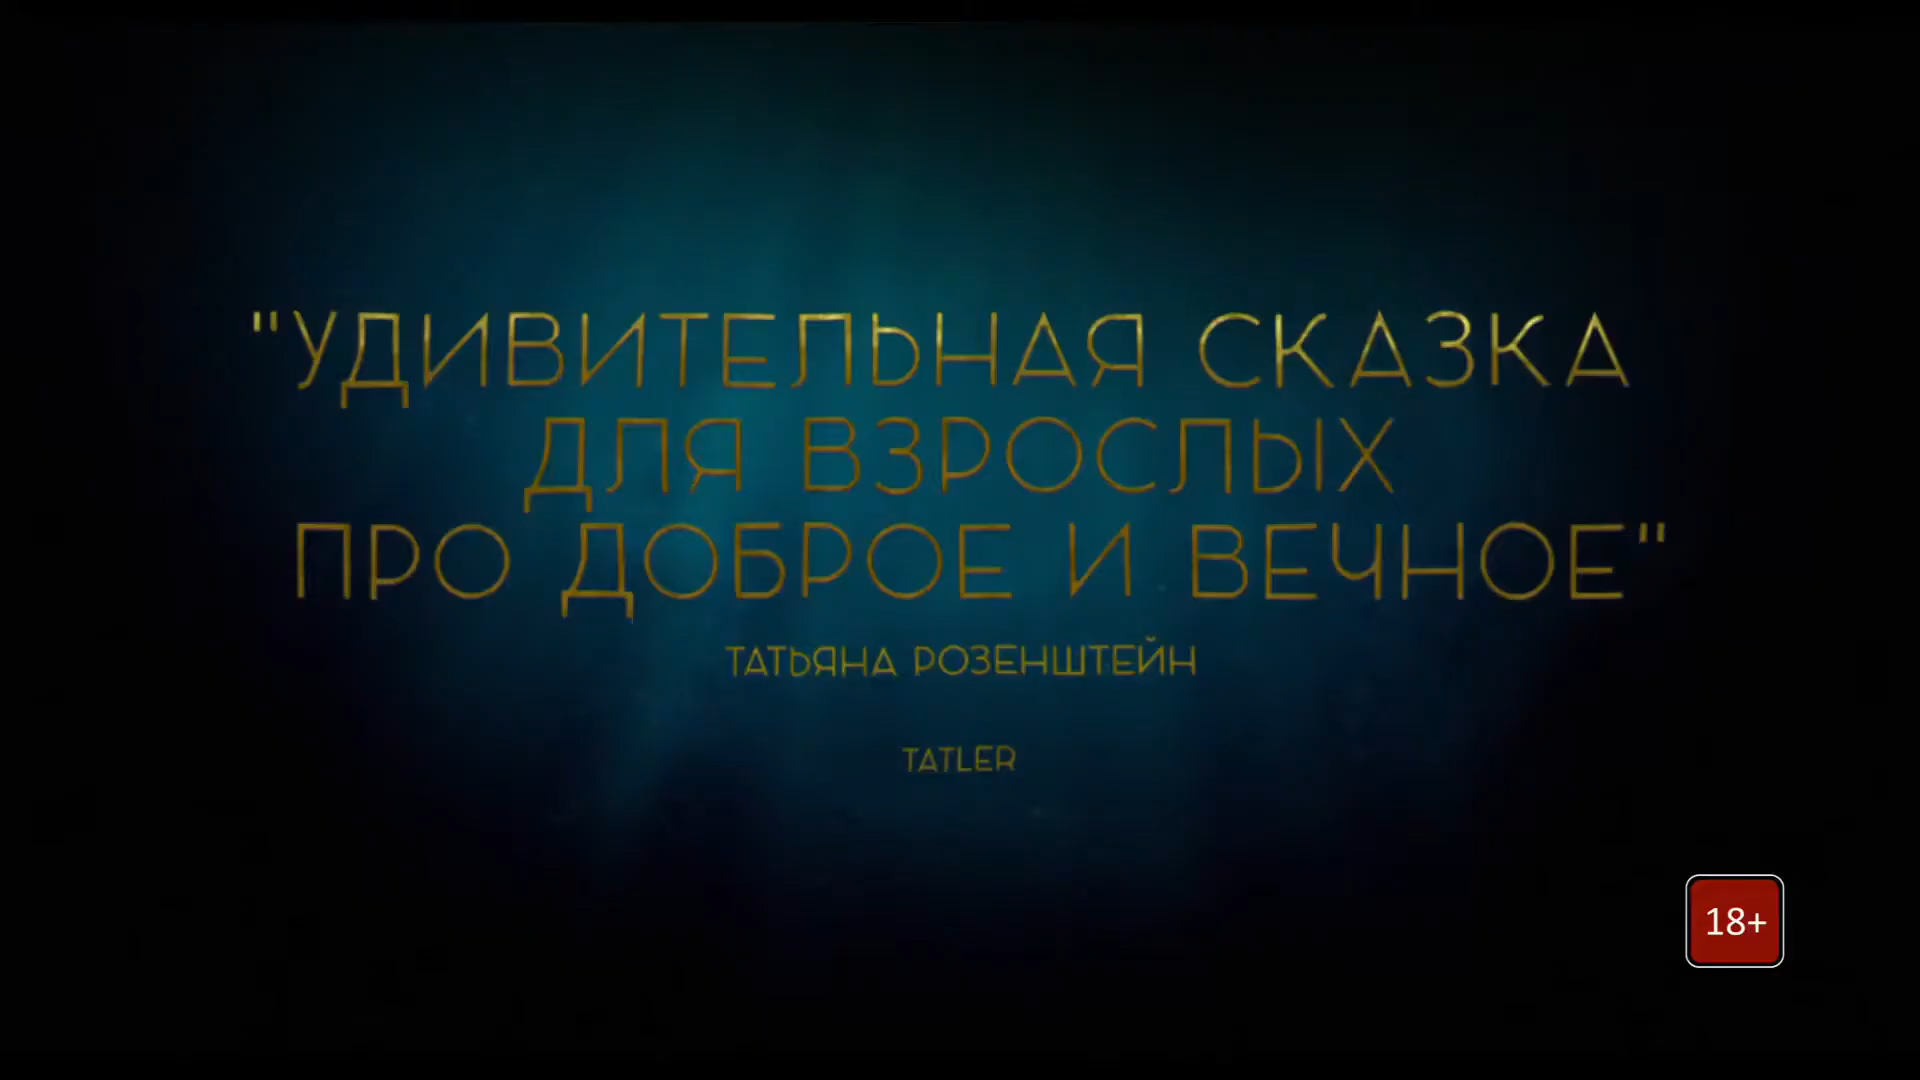 "УДИВИТЕЛЬНАЯ СКАЗКА
ДЛЯ ВЗРОСЛЫХ
ПРО ДОБРОЕ И ВЕЧНОЕ"
ТАТЬЯНА РОЗЕНШТЕЙН
TATLER
18+